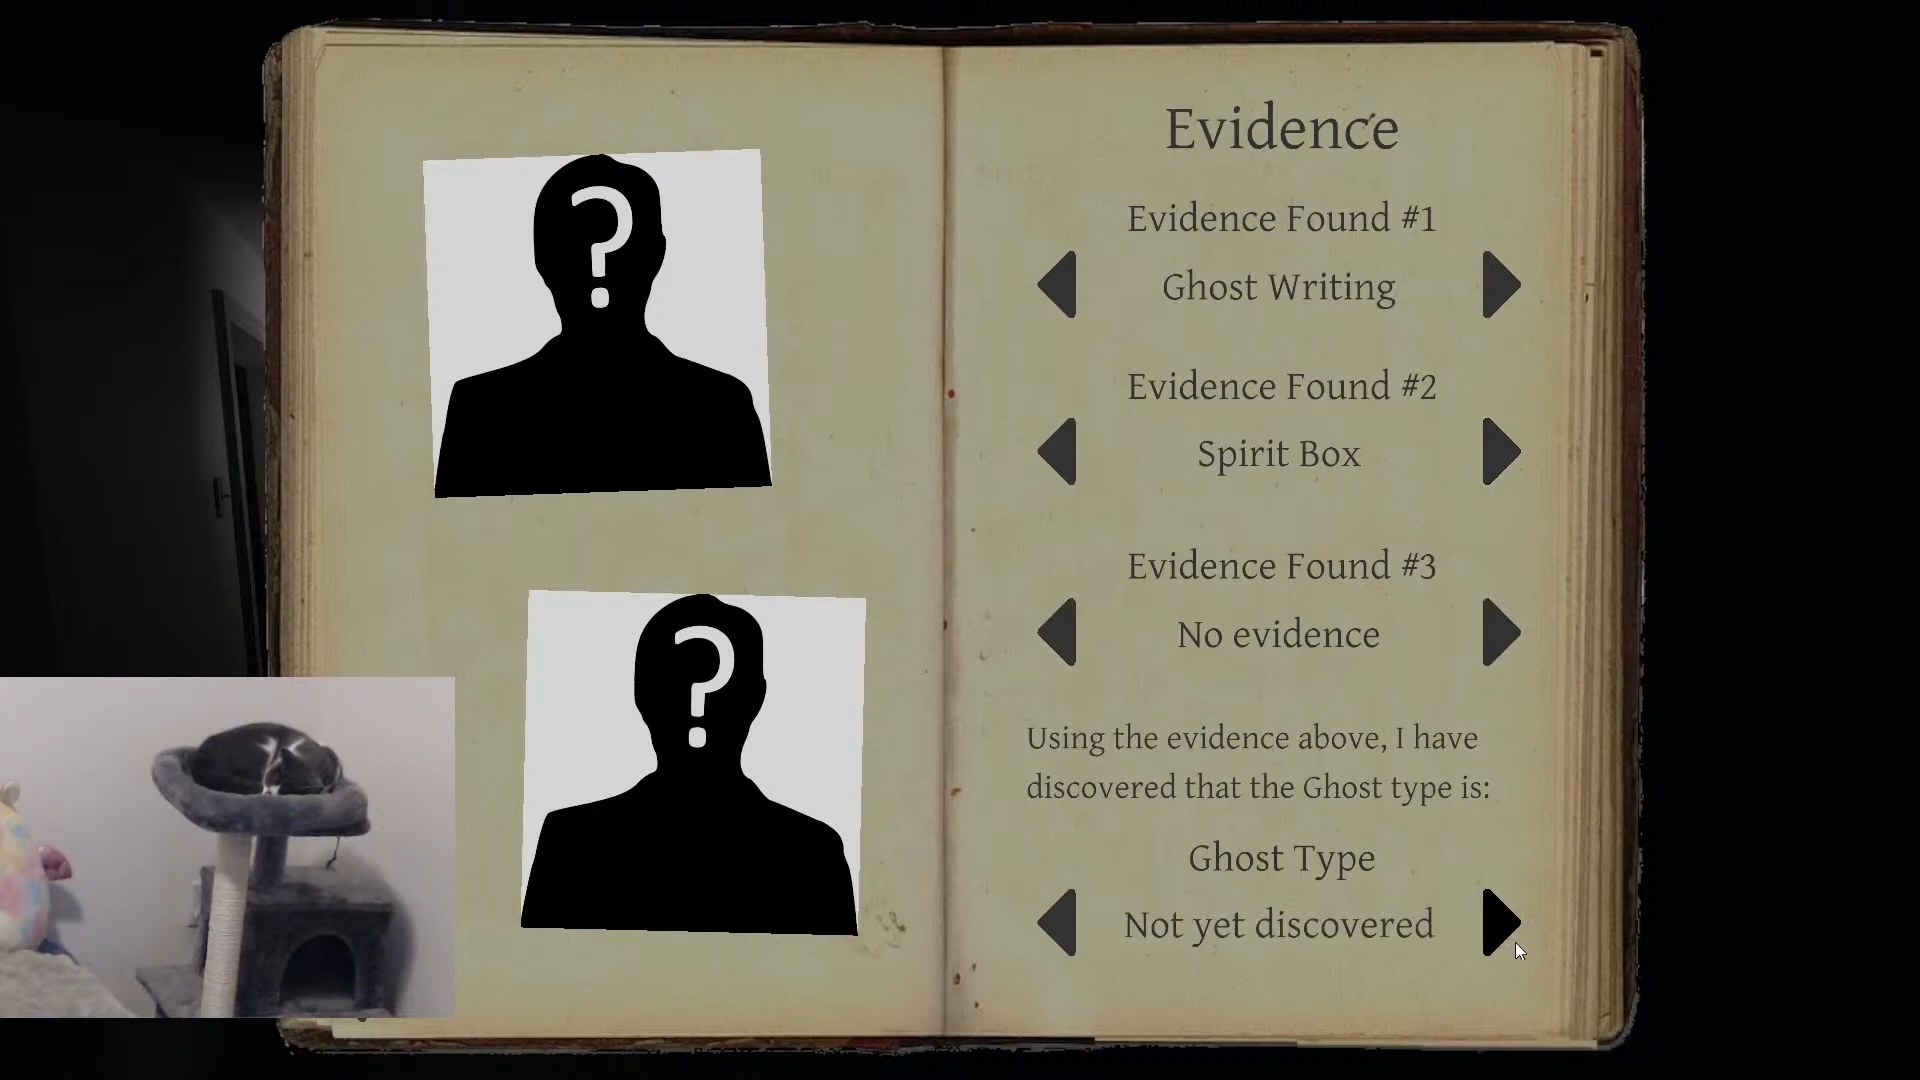 Evidence
Evidence Found #1
Ghost Writing
Evidence Found #2
Spirit Box
Evidence Found #3
No evidence
Using the evidence above, I have
discovered that the Ghost type is:
Ghost Type
Not yet discovered